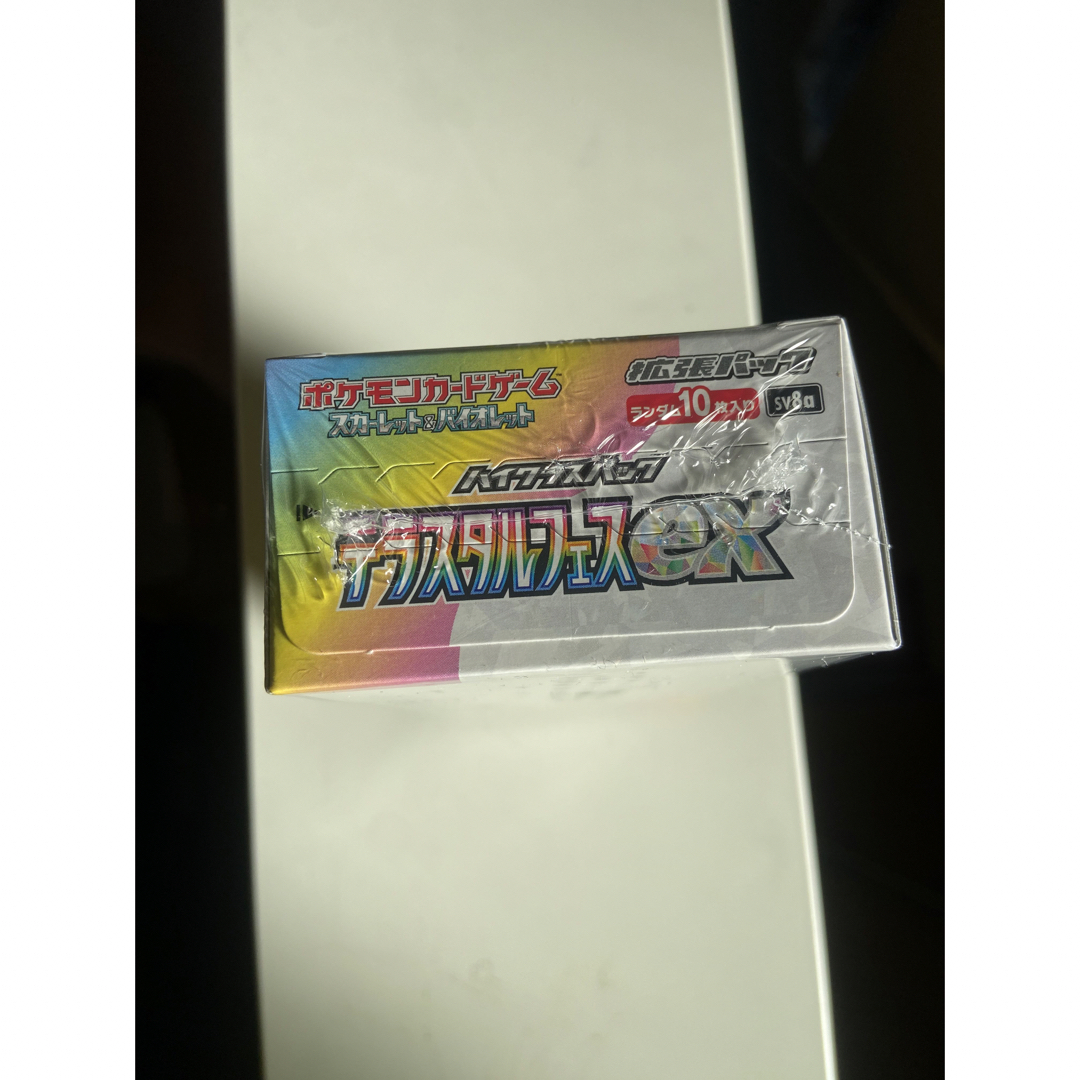 ポケモンカードゲーム
スカーレット&バイオレット
拡張パック
ランダム10枚入り
sv8a
ハイクラスパック
テラスタルフェスex